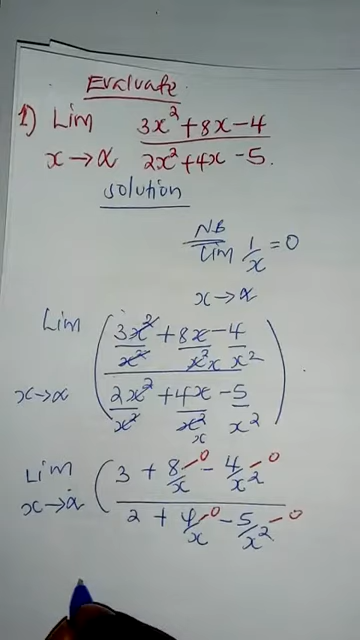 Evaluate
1) Lim 3x² + 8x - 4
x → α 2x² + 4x - 5.
Solution
NB
Lim 1/x = 0
x → α
Lim ( 3x²/x² + 8x/x² - 4/x² )
x → α ( 2x²/x² + 4x/x² - 5/x² )
Lim ( 3 + 8/x → 0 - 4/x² → 0
x → α 2 + 4/x → 0 - 5/x² → 0